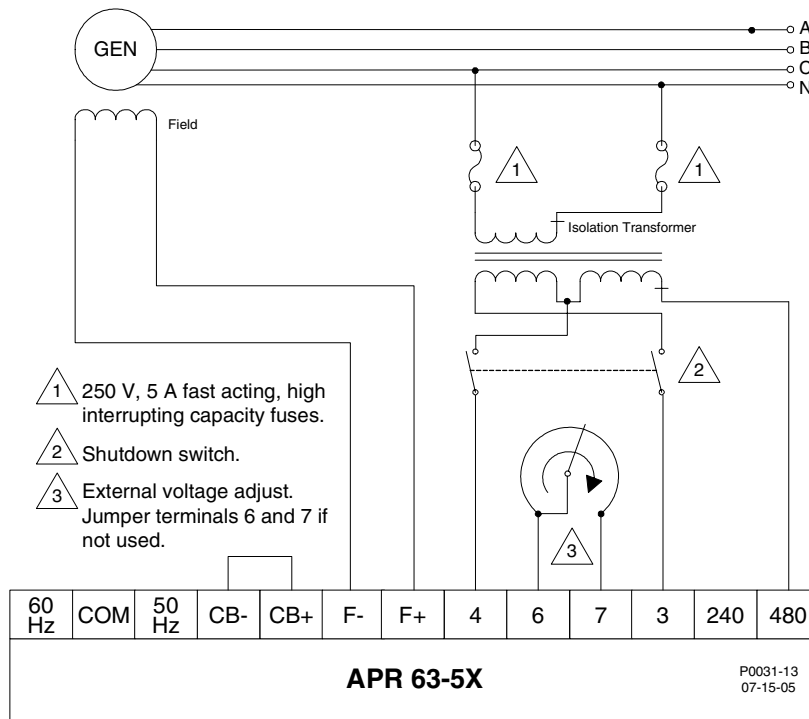 GEN
A
B
C
N
Field
1
1
Isolation Transformer
2
1 250 V, 5 A fast acting, high
interrupting capacity fuses.
2 Shutdown switch.
3 External voltage adjust.
Jumper terminals 6 and 7 if
not used.
3
60 Hz COM 50 Hz CB- CB+ F- F+ 4 6 7 3 240 480
APR 63-5X
P0031-13
07-15-05